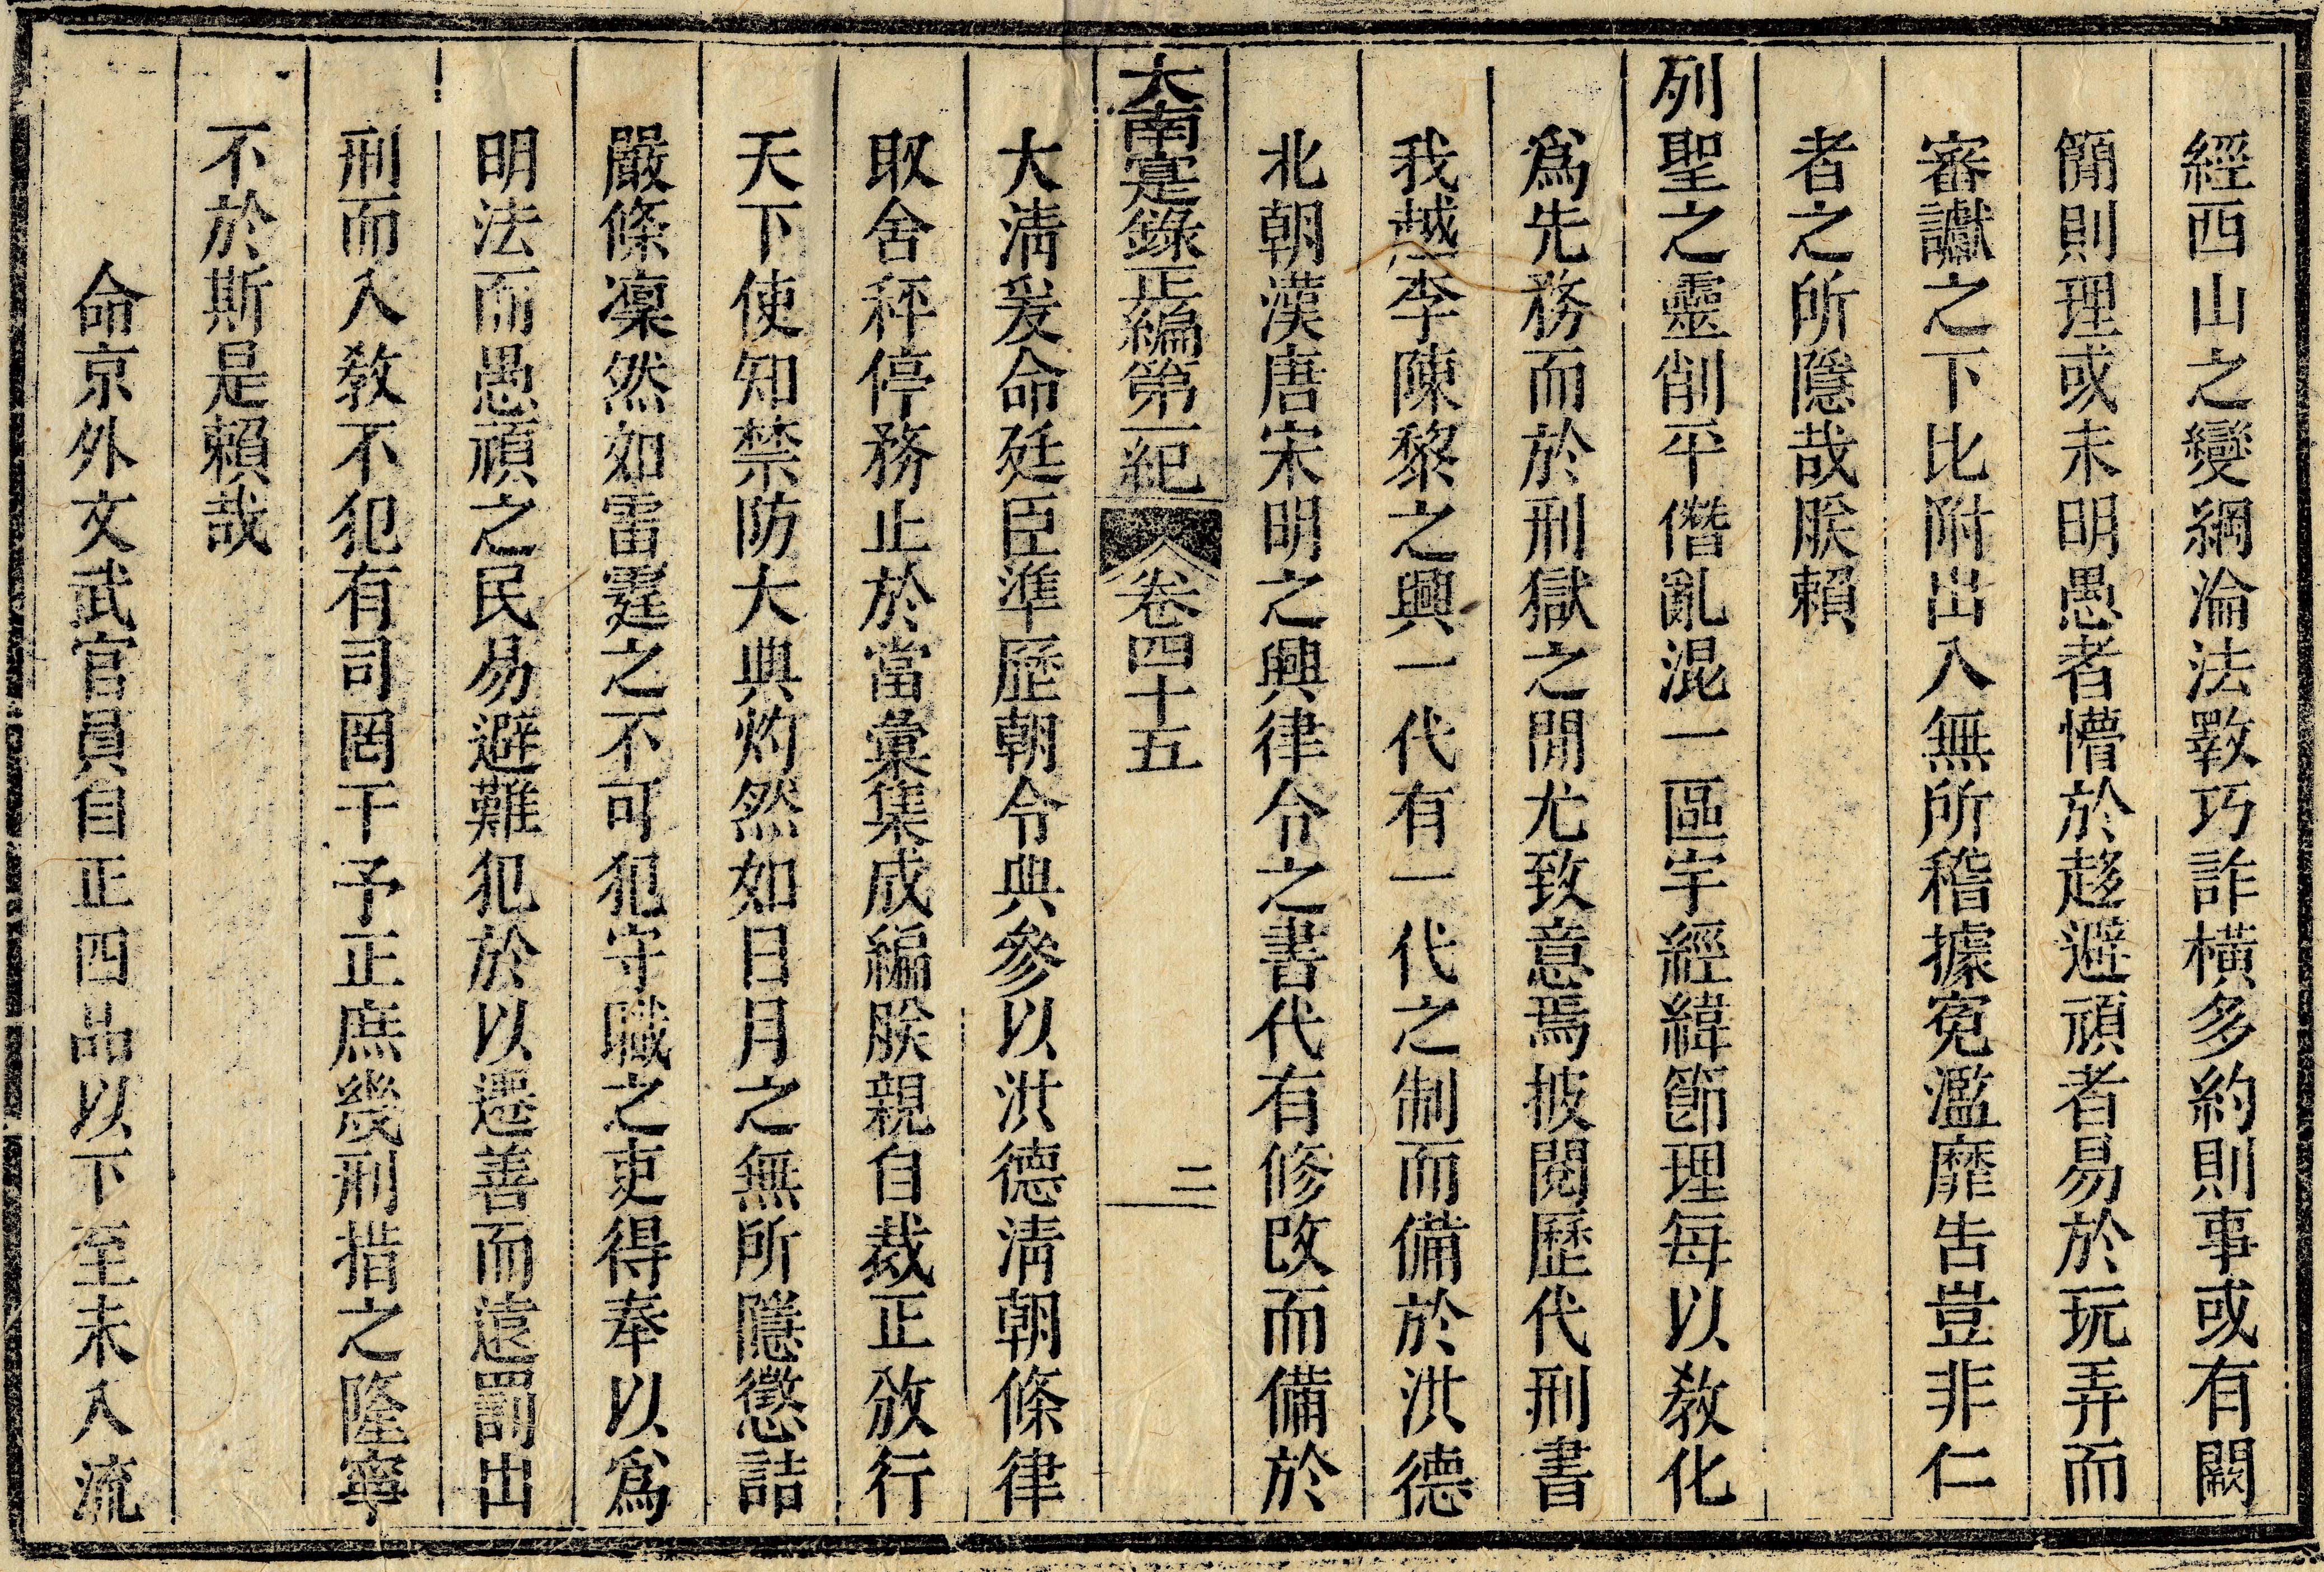 經西山之變綱淪法斁巧詐橫多約則事或有闕
簡則理或未明愚者懵於趍避頑者易於玩弄而
審讞之下比附出入無所稽據寃濫靡告豈非仁
者之所隱哉朕賴
列聖之靈削平僭亂混一區宇經緯節理每以敎化
爲先務而於刑獄之閒尤致意焉披閱歷代刑書
我越李陳黎之興一代有一代之制而備於洪德
北朝漢唐宋明之興律令之書代有修改而備於
大南寔錄正編第一紀 卷四十五 二
大淸爰命廷臣準歷朝令典參以洪德淸朝條律
取舍秤停務止於當彙集成編朕親自裁正放行
天下使知禁防大典灼然如日月之無所隱懲詰
嚴條凜然如雷霆之不可犯守職之吏得奉以爲
明法而愚頑之民易避難犯於以遷善而遠罰出
刑而入敎不犯有司罔干予正庶幾刑措之隆寧
不於斯是賴哉
命京外文武官員自正四品以下至未入流